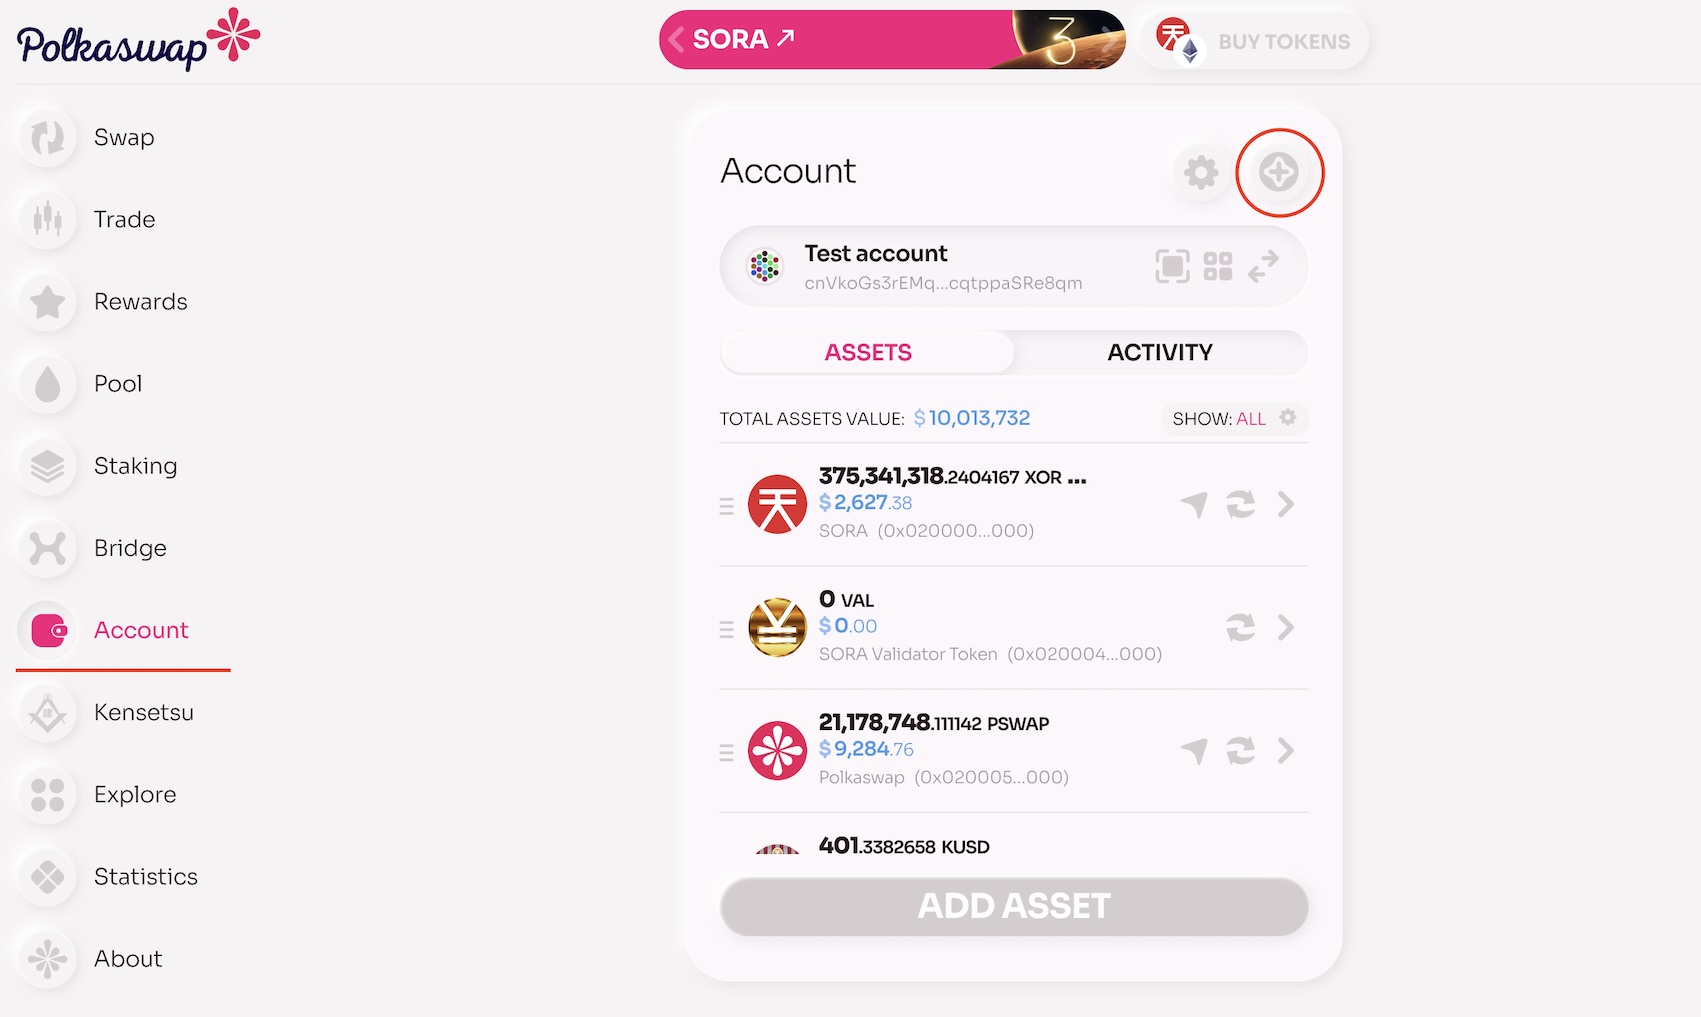 Polkaswap
SORA ↗
3
BUY TOKENS
Swap
Trade
Rewards
Pool
Staking
Bridge
Account
Kensetsu
Explore
Statistics
About
Account
Test account
cnVkoGs3rEMq...cqtppaSRe8qm
ASSETS
ACTIVITY
TOTAL ASSETS VALUE: $10,013,732
SHOW: ALL
375,341,318.2404167 XOR ...
$2,627.38
SORA (0x020000...000)
0 VAL
$0.00
SORA Validator Token (0x020004...000)
21,178,748.111142 PSWAP
$9,284.76
Polkaswap (0x020005...000)
401.3382658 KUSD
ADD ASSET